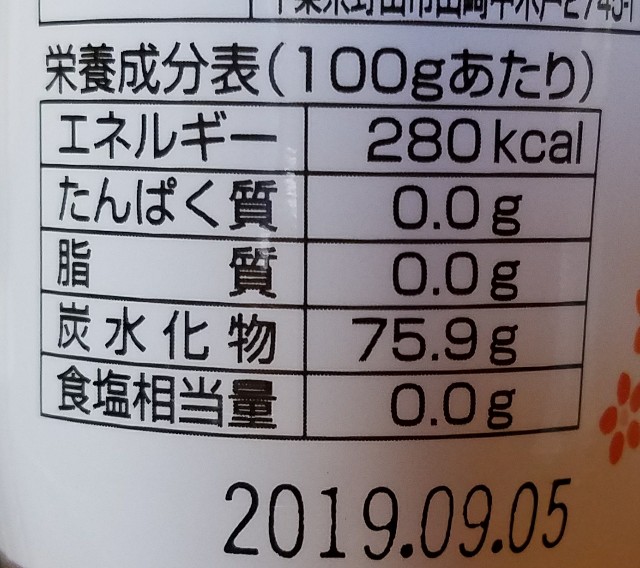 栄養成分表(100gあたり)
エネルギー 280kcal
たんぱく質 0.0g
脂質 0.0g
炭水化物 75.9g
食塩相当量 0.0g
2019.09.05